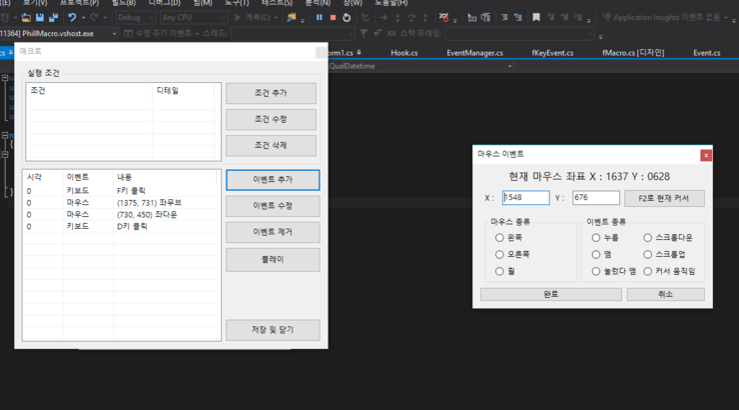 보기(V) 프로젝트(P) 빌드(B) 디버그(D) 팀(M) 도구(T) 테스트(S) 분석(N) 창(W) 도움말(H)
Debug Any CPU 계속(C) Application Insights 이벤트 없음
[11364] PhillMacro.vshost.exe 수명 주기 이벤트 스레드: 스택 프레임:
orm1.cs Hook.cs EventManager.cs fKeyEvent.cs fMacro.cs [디자인] Event.cs
QualDatetime
매크로
실행 조건
조건 디테일
조건 추가
조건 수정
조건 삭제
시각 이벤트 내용
0 키보드 F키 클릭
0 마우스 (1375, 731) 좌무브
0 마우스 (730, 450) 좌다운
0 키보드 D키 클릭
이벤트 추가
이벤트 수정
이벤트 제거
플레이
저장 및 닫기
마우스 이벤트
현재 마우스 좌표 X : 1637 Y : 0628
X : 1548 Y : 676 F2로 현재 커서
마우스 종류 이벤트 종류
왼쪽 누름 스크롤다운
오른쪽 땜 스크롤업
휠 눌렀다 땜 커서 움직임
완료 취소